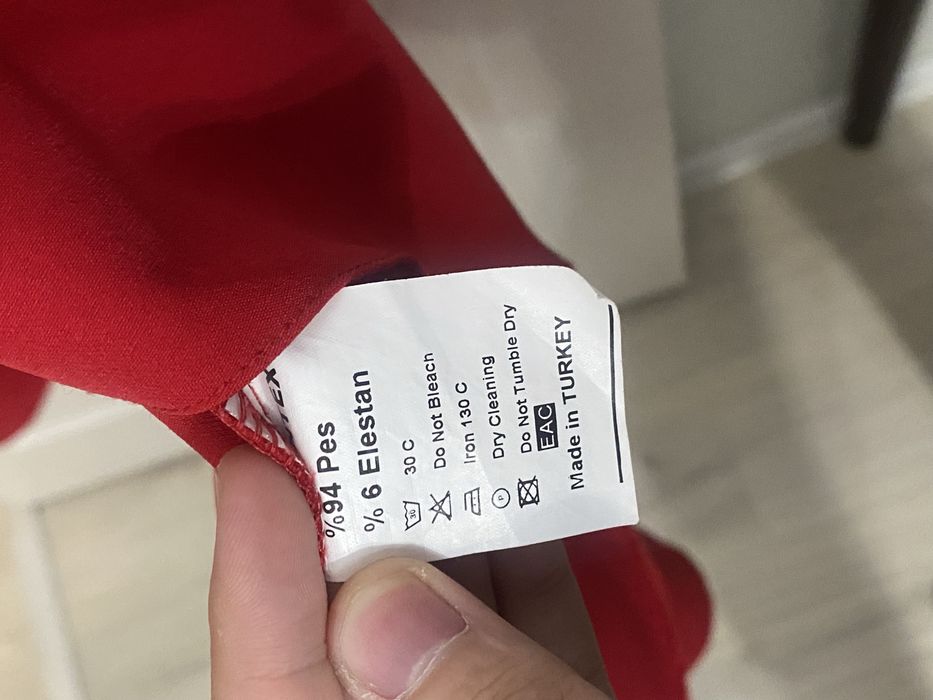 %94 Pes
% 6 Elestan
30 30 C
Do Not Bleach
Iron 130 C
P Dry Cleaning
Do Not Tumble Dry
EAC
Made in TURKEY